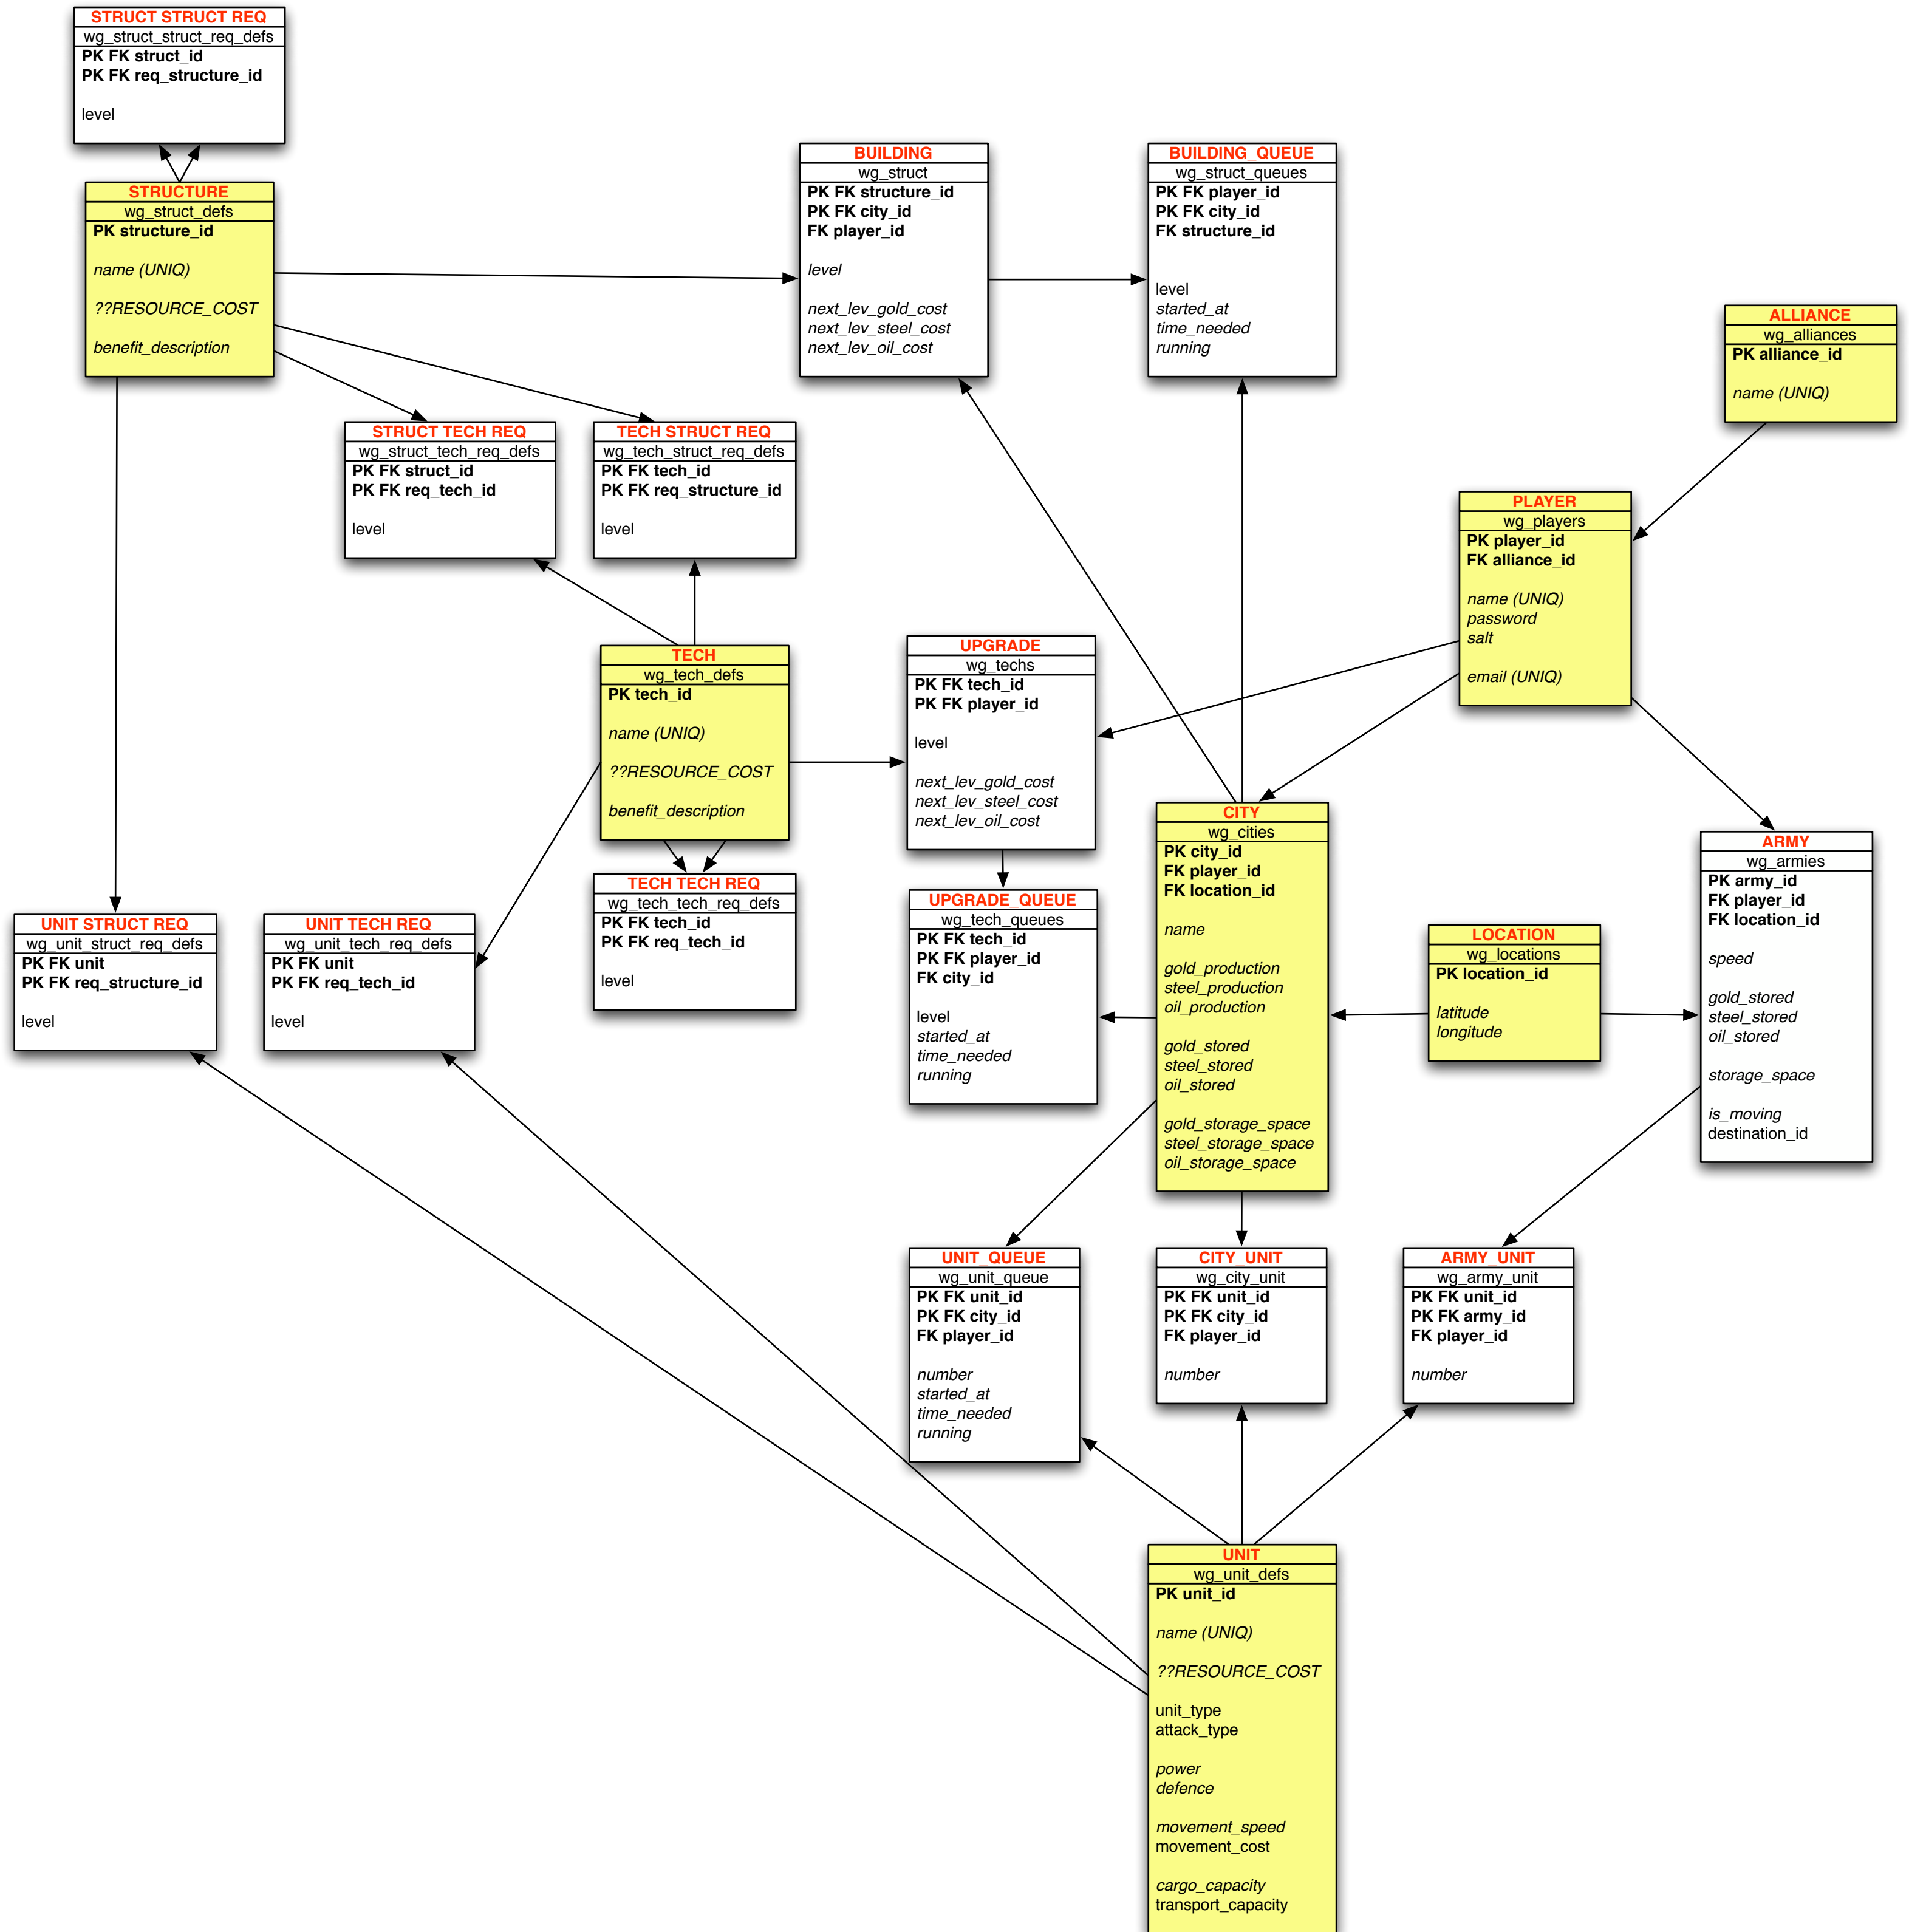 STRUCT STRUCT REQ
wg_struct_struct_req_defs
PK FK struct_id
PK FK req_structure_id
level
STRUCTURE
wg_struct_defs
PK structure_id
name (UNIQ)
??RESOURCE_COST
benefit_description
BUILDING
wg_struct
PK FK structure_id
PK FK city_id
FK player_id
level
next_lev_gold_cost
next_lev_steel_cost
next_lev_oil_cost
BUILDING_QUEUE
wg_struct_queues
PK FK player_id
PK FK city_id
FK structure_id
level
started_at
time_needed
running
ALLIANCE
wg_alliances
PK alliance_id
name (UNIQ)
STRUCT TECH REQ
wg_struct_tech_req_defs
PK FK struct_id
PK FK req_tech_id
level
TECH STRUCT REQ
wg_tech_struct_req_defs
PK FK tech_id
PK FK req_structure_id
level
PLAYER
wg_players
PK player_id
FK alliance_id
name (UNIQ)
password
salt
email (UNIQ)
TECH
wg_tech_defs
PK tech_id
name (UNIQ)
??RESOURCE_COST
benefit_description
UPGRADE
wg_techs
PK FK tech_id
PK FK player_id
level
next_lev_gold_cost
next_lev_steel_cost
next_lev_oil_cost
CITY
wg_cities
PK city_id
FK player_id
FK location_id
name
gold_production
steel_production
oil_production
gold_stored
steel_stored
oil_stored
gold_storage_space
steel_storage_space
oil_storage_space
ARMY
wg_armies
PK army_id
FK player_id
FK location_id
speed
gold_stored
steel_stored
oil_stored
storage_space
is_moving
destination_id
UNIT STRUCT REQ
wg_unit_struct_req_defs
PK FK unit
PK FK req_structure_id
level
UNIT TECH REQ
wg_unit_tech_req_defs
PK FK unit
PK FK req_tech_id
level
TECH TECH REQ
wg_tech_tech_req_defs
PK FK tech_id
PK FK req_tech_id
level
UPGRADE_QUEUE
wg_tech_queues
PK FK tech_id
PK FK player_id
FK city_id
level
started_at
time_needed
running
LOCATION
wg_locations
PK location_id
latitude
longitude
UNIT_QUEUE
wg_unit_queue
PK FK unit_id
PK FK city_id
FK player_id
number
started_at
time_needed
running
CITY_UNIT
wg_city_unit
PK FK unit_id
PK FK city_id
FK player_id
number
ARMY_UNIT
wg_army_unit
PK FK unit_id
PK FK army_id
FK player_id
number
UNIT
wg_unit_defs
PK unit_id
name (UNIQ)
??RESOURCE_COST
unit_type
attack_type
power
defence
movement_speed
movement_cost
cargo_capacity
transport_capacity